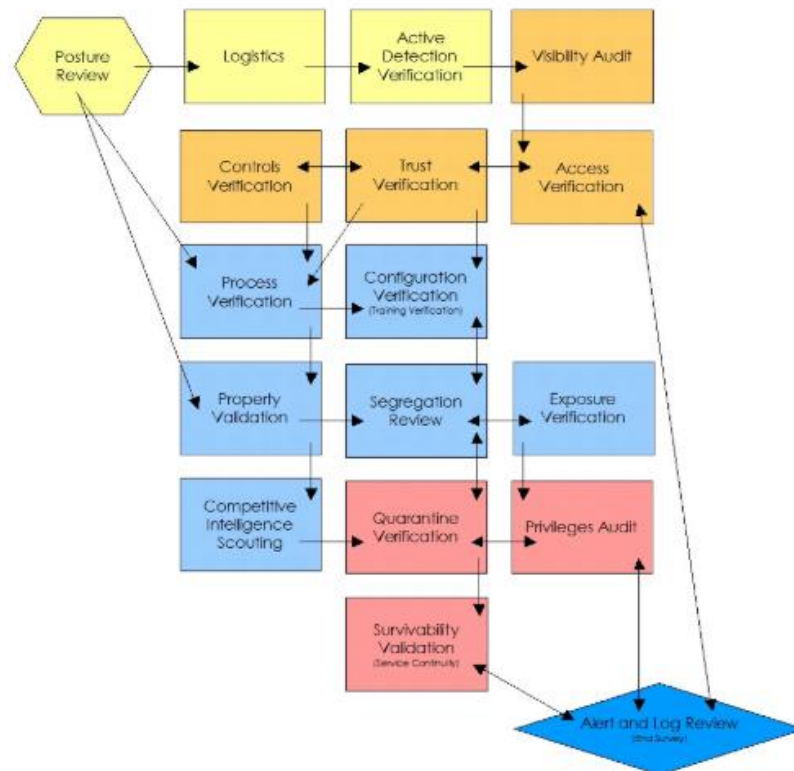 Posture
Review
Logistics
Active
Detection
Verification
Visibility Audit
Controls
Verification
Trust
Verification
Access
Verification
Process
Verification
Configuration
Verification
(Training Verification)
Property
Validation
Segregation
Review
Exposure
Verification
Competitive
Intelligence
Scouting
Quarantine
Verification
Privileges Audit
Survivability
Validation
(Service Continuity)
Alert and Log Review
(End Survey)